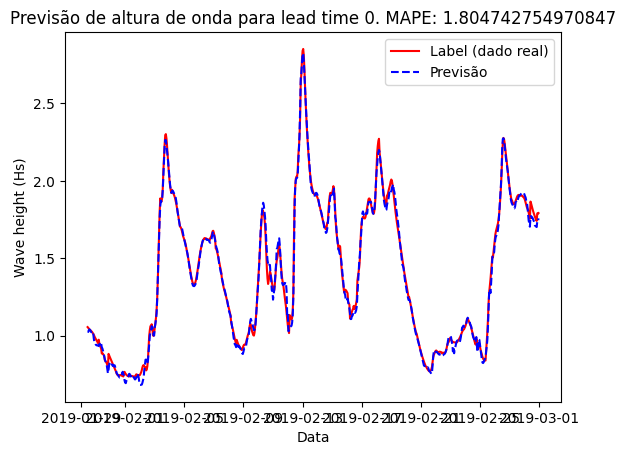 Previsão de altura de onda para lead time 0. MAPE: 1.804742754970847
Label (dado real)
Previsão
Wave height (Hs)
2.5
2.0
1.5
1.0
2019-01-29 2019-02-01 2019-02-05 2019-02-09 2019-02-13 2019-02-17 2019-02-21 2019-02-25 2019-03-01
Data